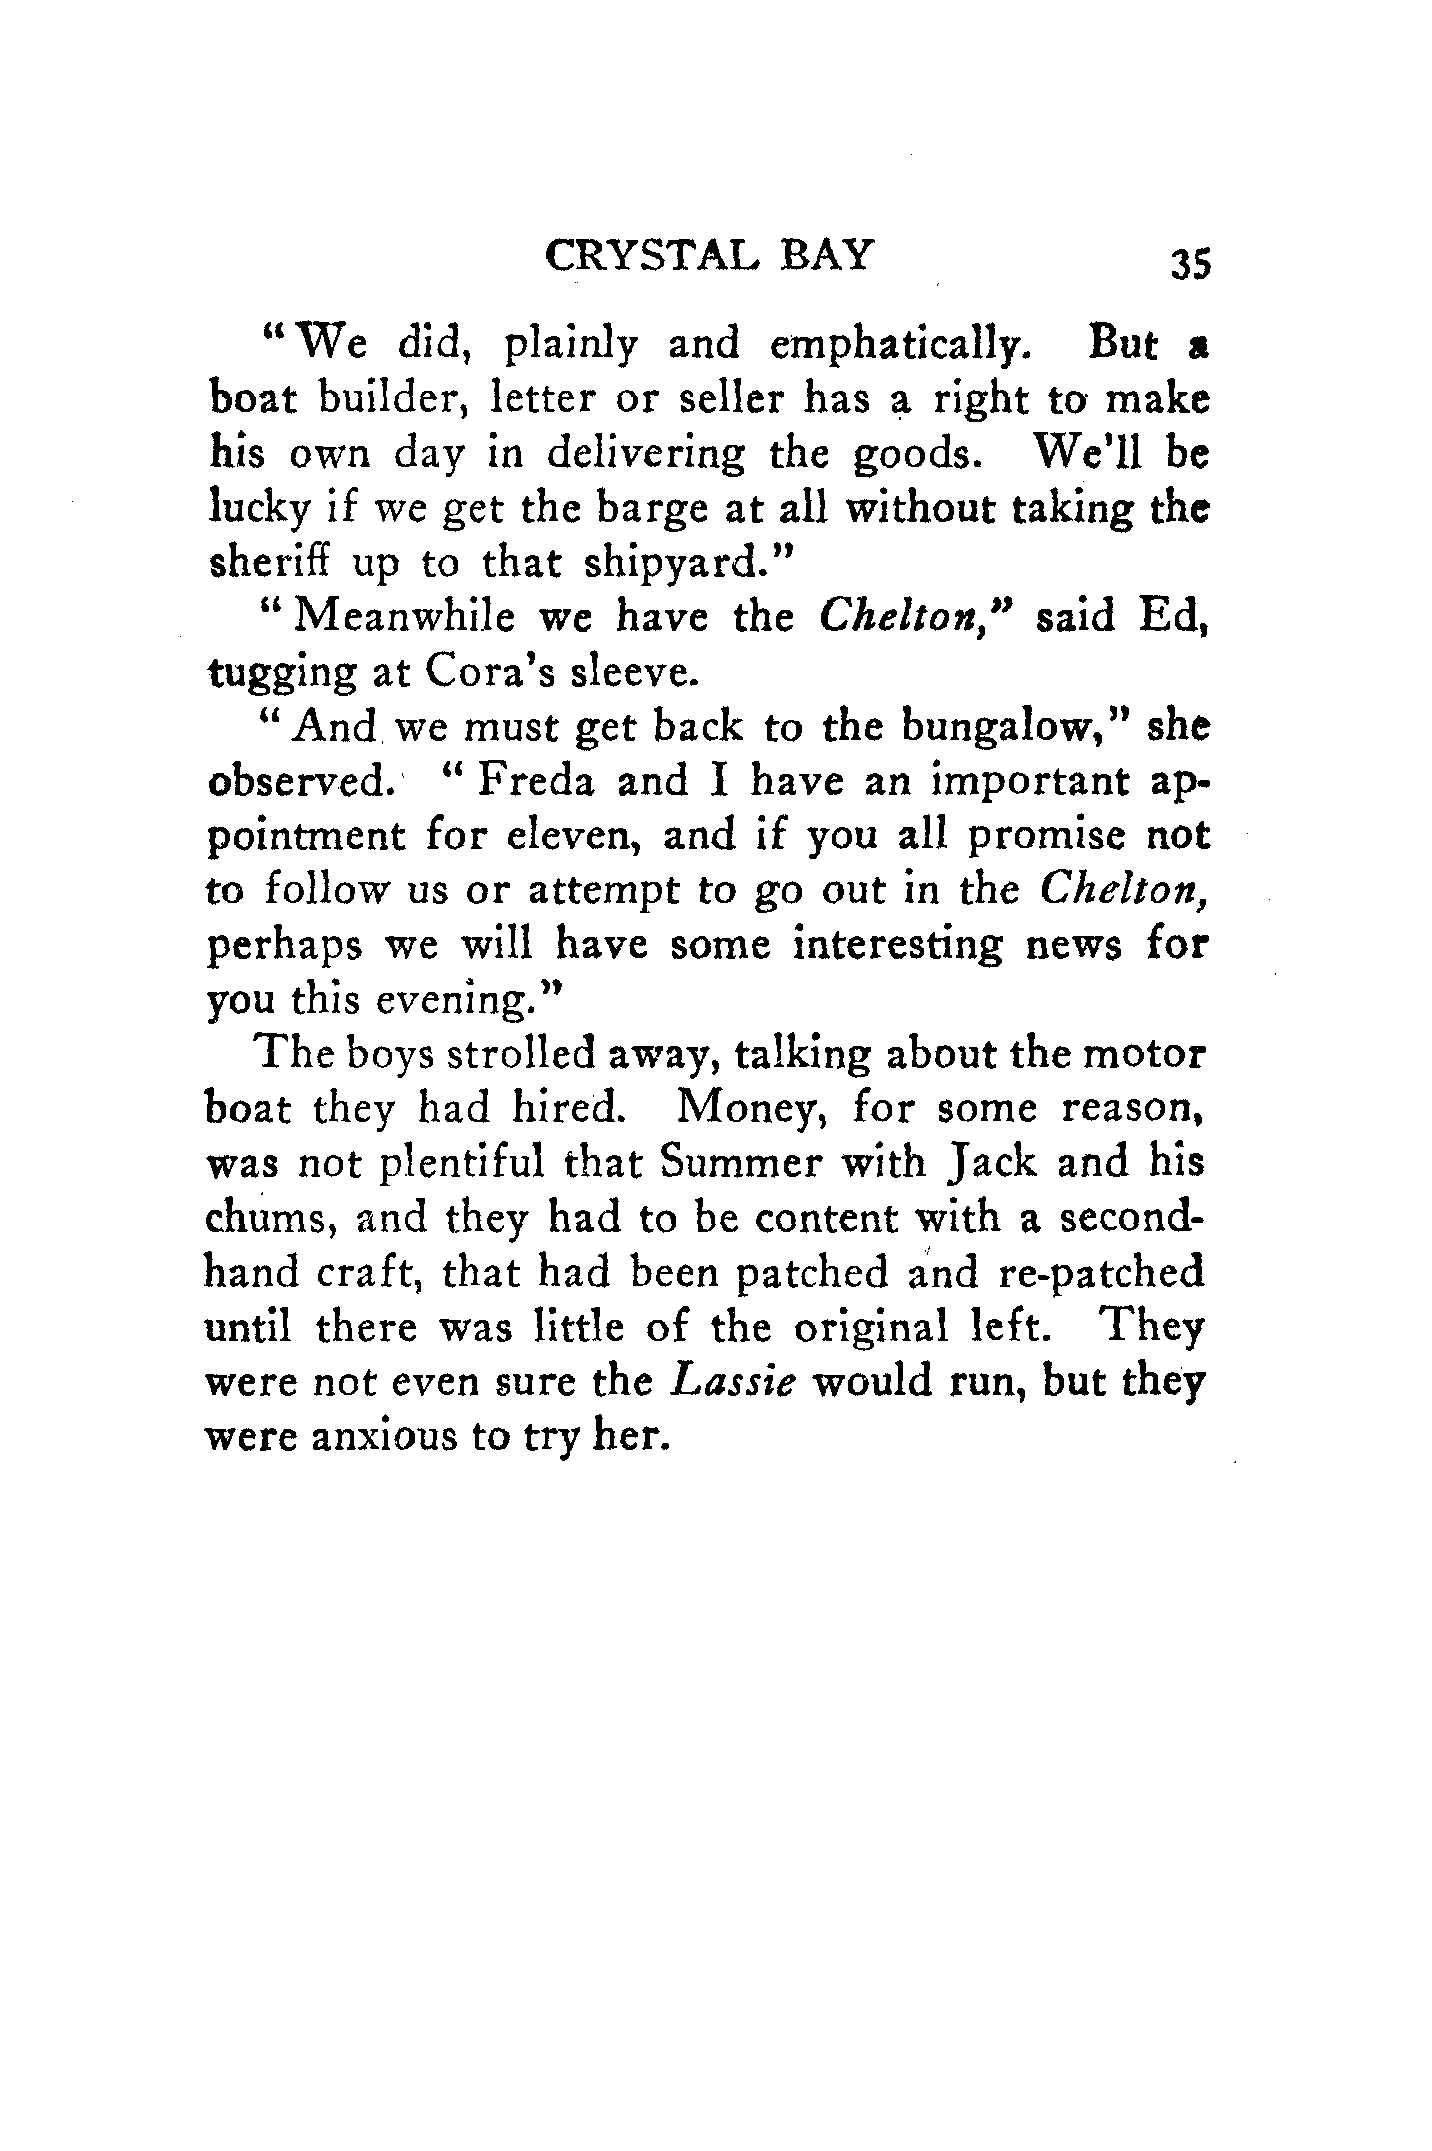 CRYSTAL BAY 35
“We did, plainly and emphatically. But a
boat builder, letter or seller has a right to make
his own day in delivering the goods. We'll be
lucky if we get the barge at all without taking the
sheriff up to that shipyard.”
“Meanwhile we have the Chelton,” said Ed,
tugging at Cora's sleeve.
“And we must get back to the bungalow,” she
observed. “Freda and I have an important ap-
pointment for eleven, and if you all promise not
to follow us or attempt to go out in the Chelton,
perhaps we will have some interesting news for
you this evening.”
The boys strolled away, talking about the motor
boat they had hired. Money, for some reason,
was not plentiful that Summer with Jack and his
chums, and they had to be content with a second-
hand craft, that had been patched and re-patched
until there was little of the original left. They
were not even sure the Lassie would run, but they
were anxious to try her.